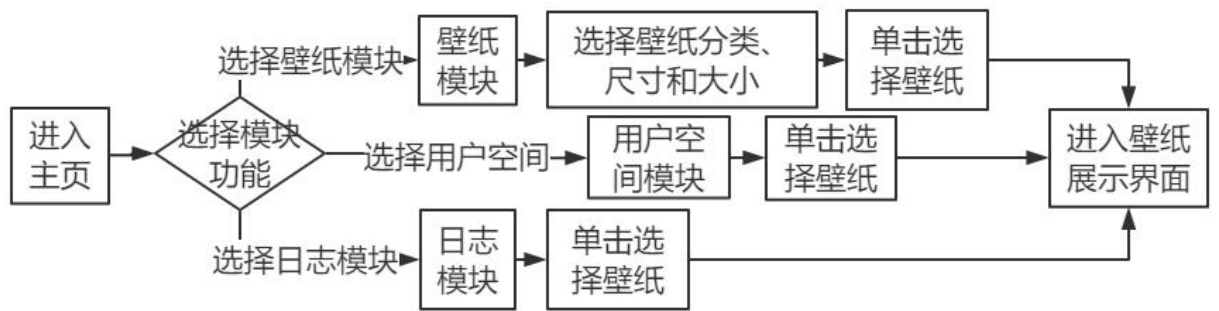 进入
主页
选择模块
功能
选择壁纸模块
壁纸
模块
选择壁纸分类、
尺寸和大小
单击选
择壁纸
选择用户空间
用户空
间模块
单击选
择壁纸
选择日志模块
日志
模块
单击选
择壁纸
进入壁纸
展示界面